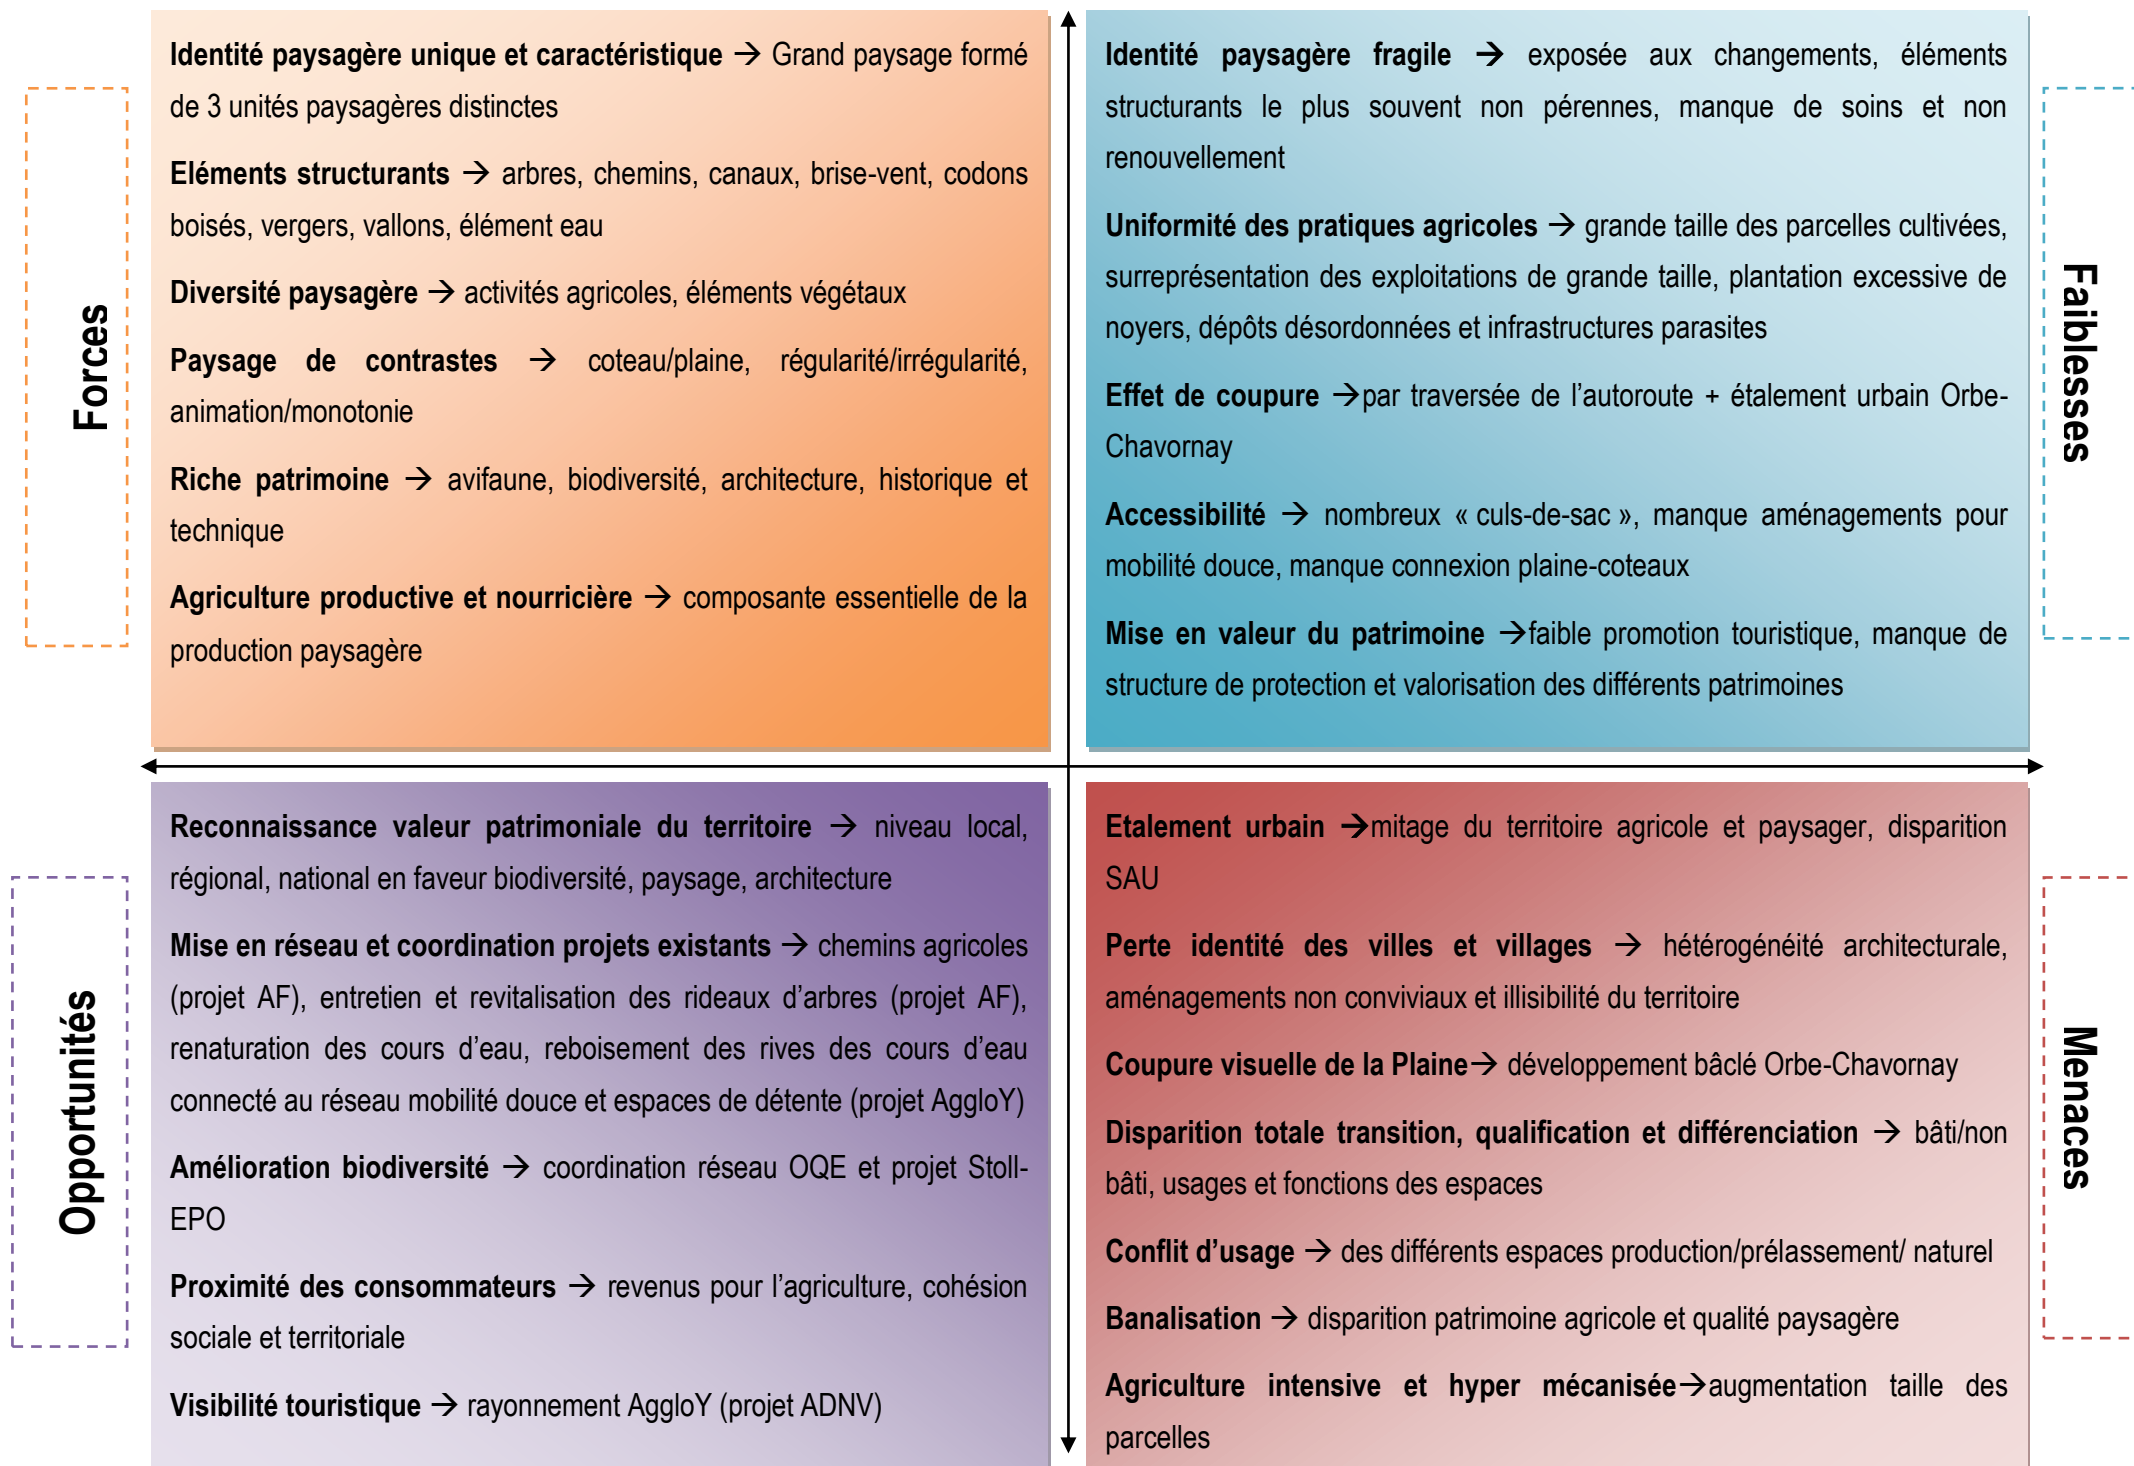 Forces
Identité paysagère unique et caractéristique → Grand paysage formé
de 3 unités paysagères distinctes
Eléments structurants → arbres, chemins, canaux, brise-vent, codons
boisés, vergers, vallons, élément eau
Diversité paysagère → activités agricoles, éléments végétaux
Paysage de contrastes → coteau/plaine, régularité/irrégularité,
animation/monotonie
Riche patrimoine → avifaune, biodiversité, architecture, historique et
technique
Agriculture productive et nourricière → composante essentielle de la
production paysagère
Faiblesses
Identité paysagère fragile → exposée aux changements, éléments
structurants le plus souvent non pérennes, manque de soins et non
renouvellement
Uniformité des pratiques agricoles → grande taille des parcelles cultivées,
surreprésentation des exploitations de grande taille, plantation excessive de
noyers, dépôts désordonnées et infrastructures parasites
Effet de coupure →par traversée de l’autoroute + étalement urbain Orbe-
Chavornay
Accessibilité → nombreux « culs-de-sac », manque aménagements pour
mobilité douce, manque connexion plaine-coteaux
Mise en valeur du patrimoine →faible promotion touristique, manque de
structure de protection et valorisation des différents patrimoines
Opportunités
Reconnaissance valeur patrimoniale du territoire → niveau local,
régional, national en faveur biodiversité, paysage, architecture
Mise en réseau et coordination projets existants → chemins agricoles
(projet AF), entretien et revitalisation des rideaux d’arbres (projet AF),
renaturation des cours d’eau, reboisement des rives des cours d’eau
connecté au réseau mobilité douce et espaces de détente (projet AggloY)
Amélioration biodiversité → coordination réseau OQE et projet Stoll-
EPO
Proximité des consommateurs → revenus pour l’agriculture, cohésion
sociale et territoriale
Visibilité touristique → rayonnement AggloY (projet ADNV)
Menaces
Etalement urbain →mitage du territoire agricole et paysager, disparition
SAU
Perte identité des villes et villages → hétérogénéité architecturale,
aménagements non conviviaux et illisibilité du territoire
Coupure visuelle de la Plaine→ développement bâclé Orbe-Chavornay
Disparition totale transition, qualification et différenciation → bâti/non
bâti, usages et fonctions des espaces
Conflit d’usage → des différents espaces production/prélassement/ naturel
Banalisation → disparition patrimoine agricole et qualité paysagère
Agriculture intensive et hyper mécanisée→augmentation taille des
parcelles